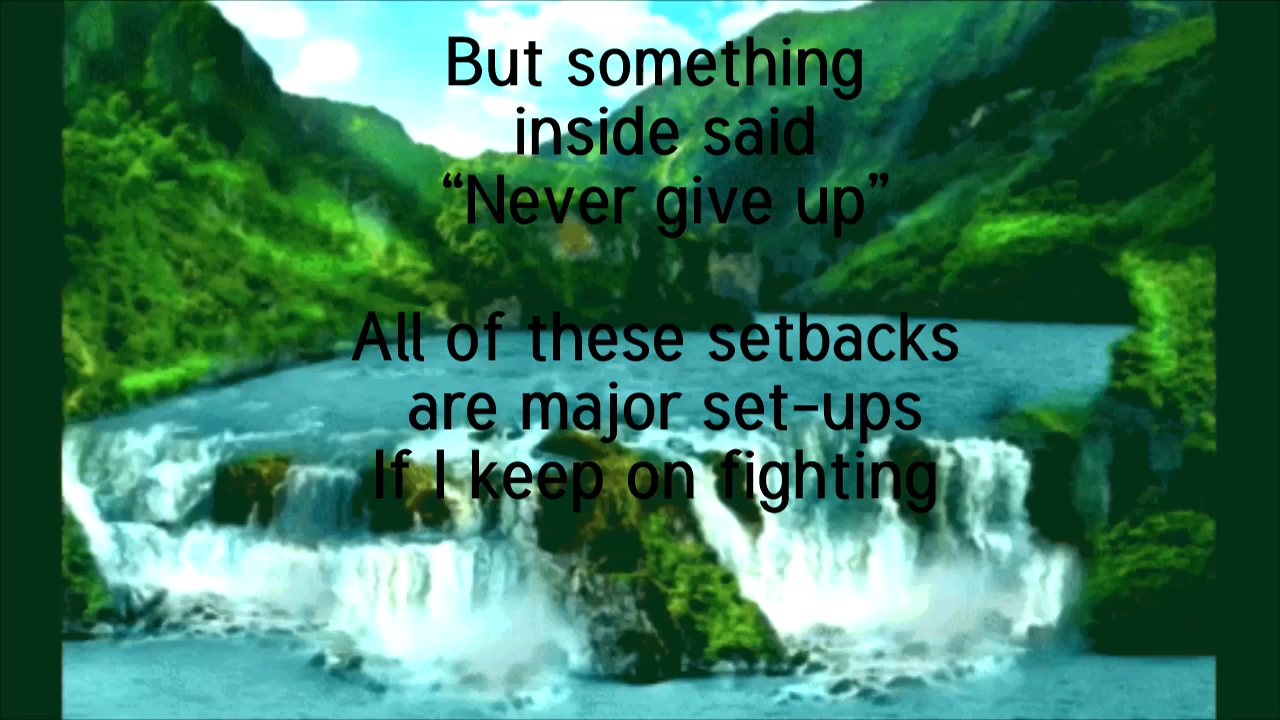 But something
inside said
“Never give up”
All of these setbacks
are major set-ups
If I keep on fighting